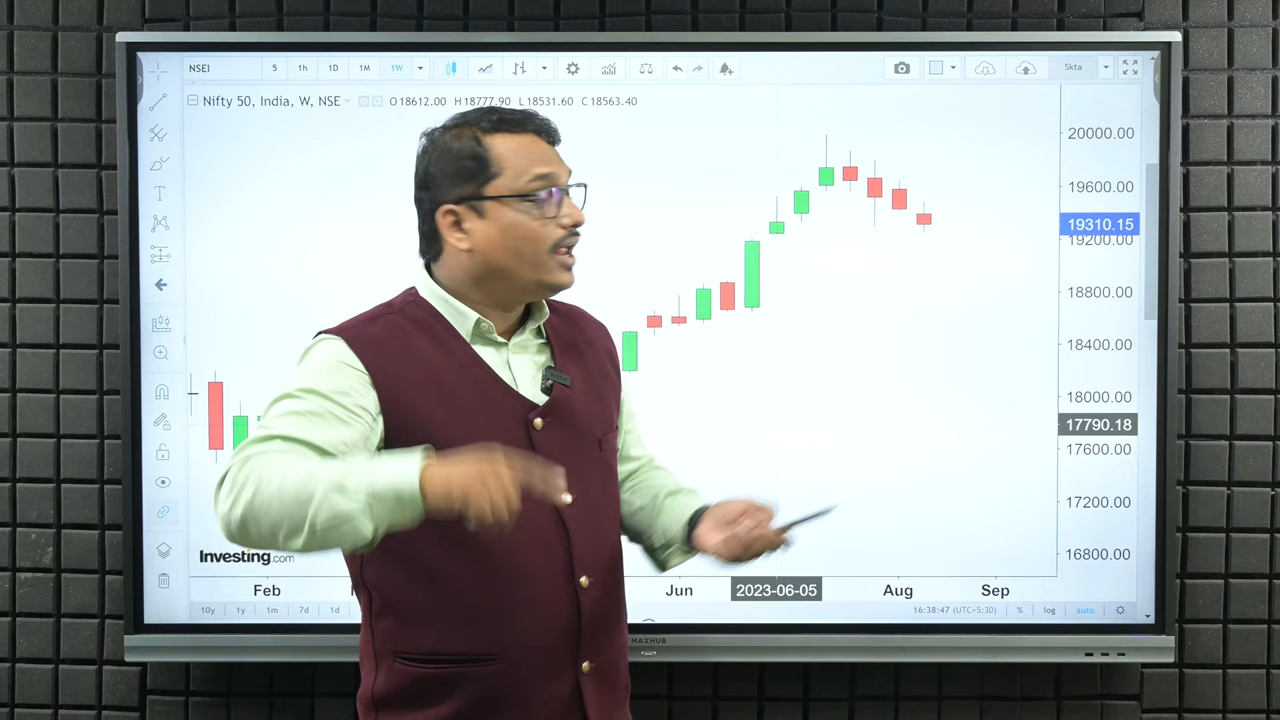 NSEI 5 1h 1D 1M 1W 5kta
Nifty 50, India, W, NSE O18612.00 H18777.90 L18531.60 C18563.40
20000.00
19600.00
19310.15
19200.00
18800.00
18400.00
18000.00
17790.18
17600.00
17200.00
16800.00
Investing.com
Feb Jun 2023-06-05 Aug Sep
10y 1y 1m 7d 1d 16:38:47 (UTC+5:30) % log auto
MAXHUB